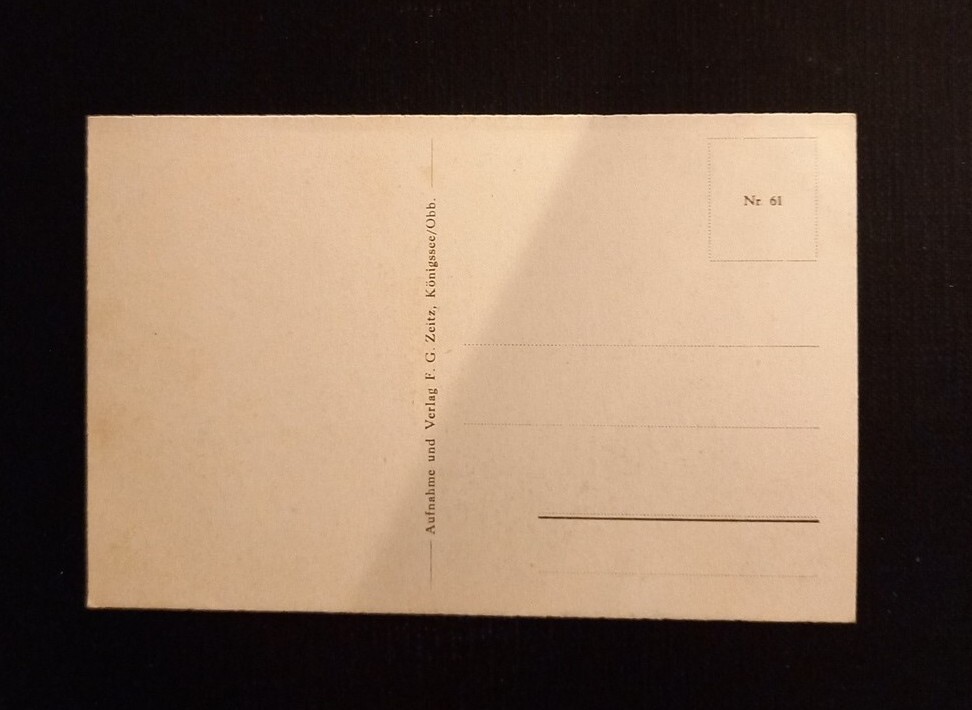 Aufnahme und Verlag F. G. Zeitz, Königssee/Obb.
Nr. 61